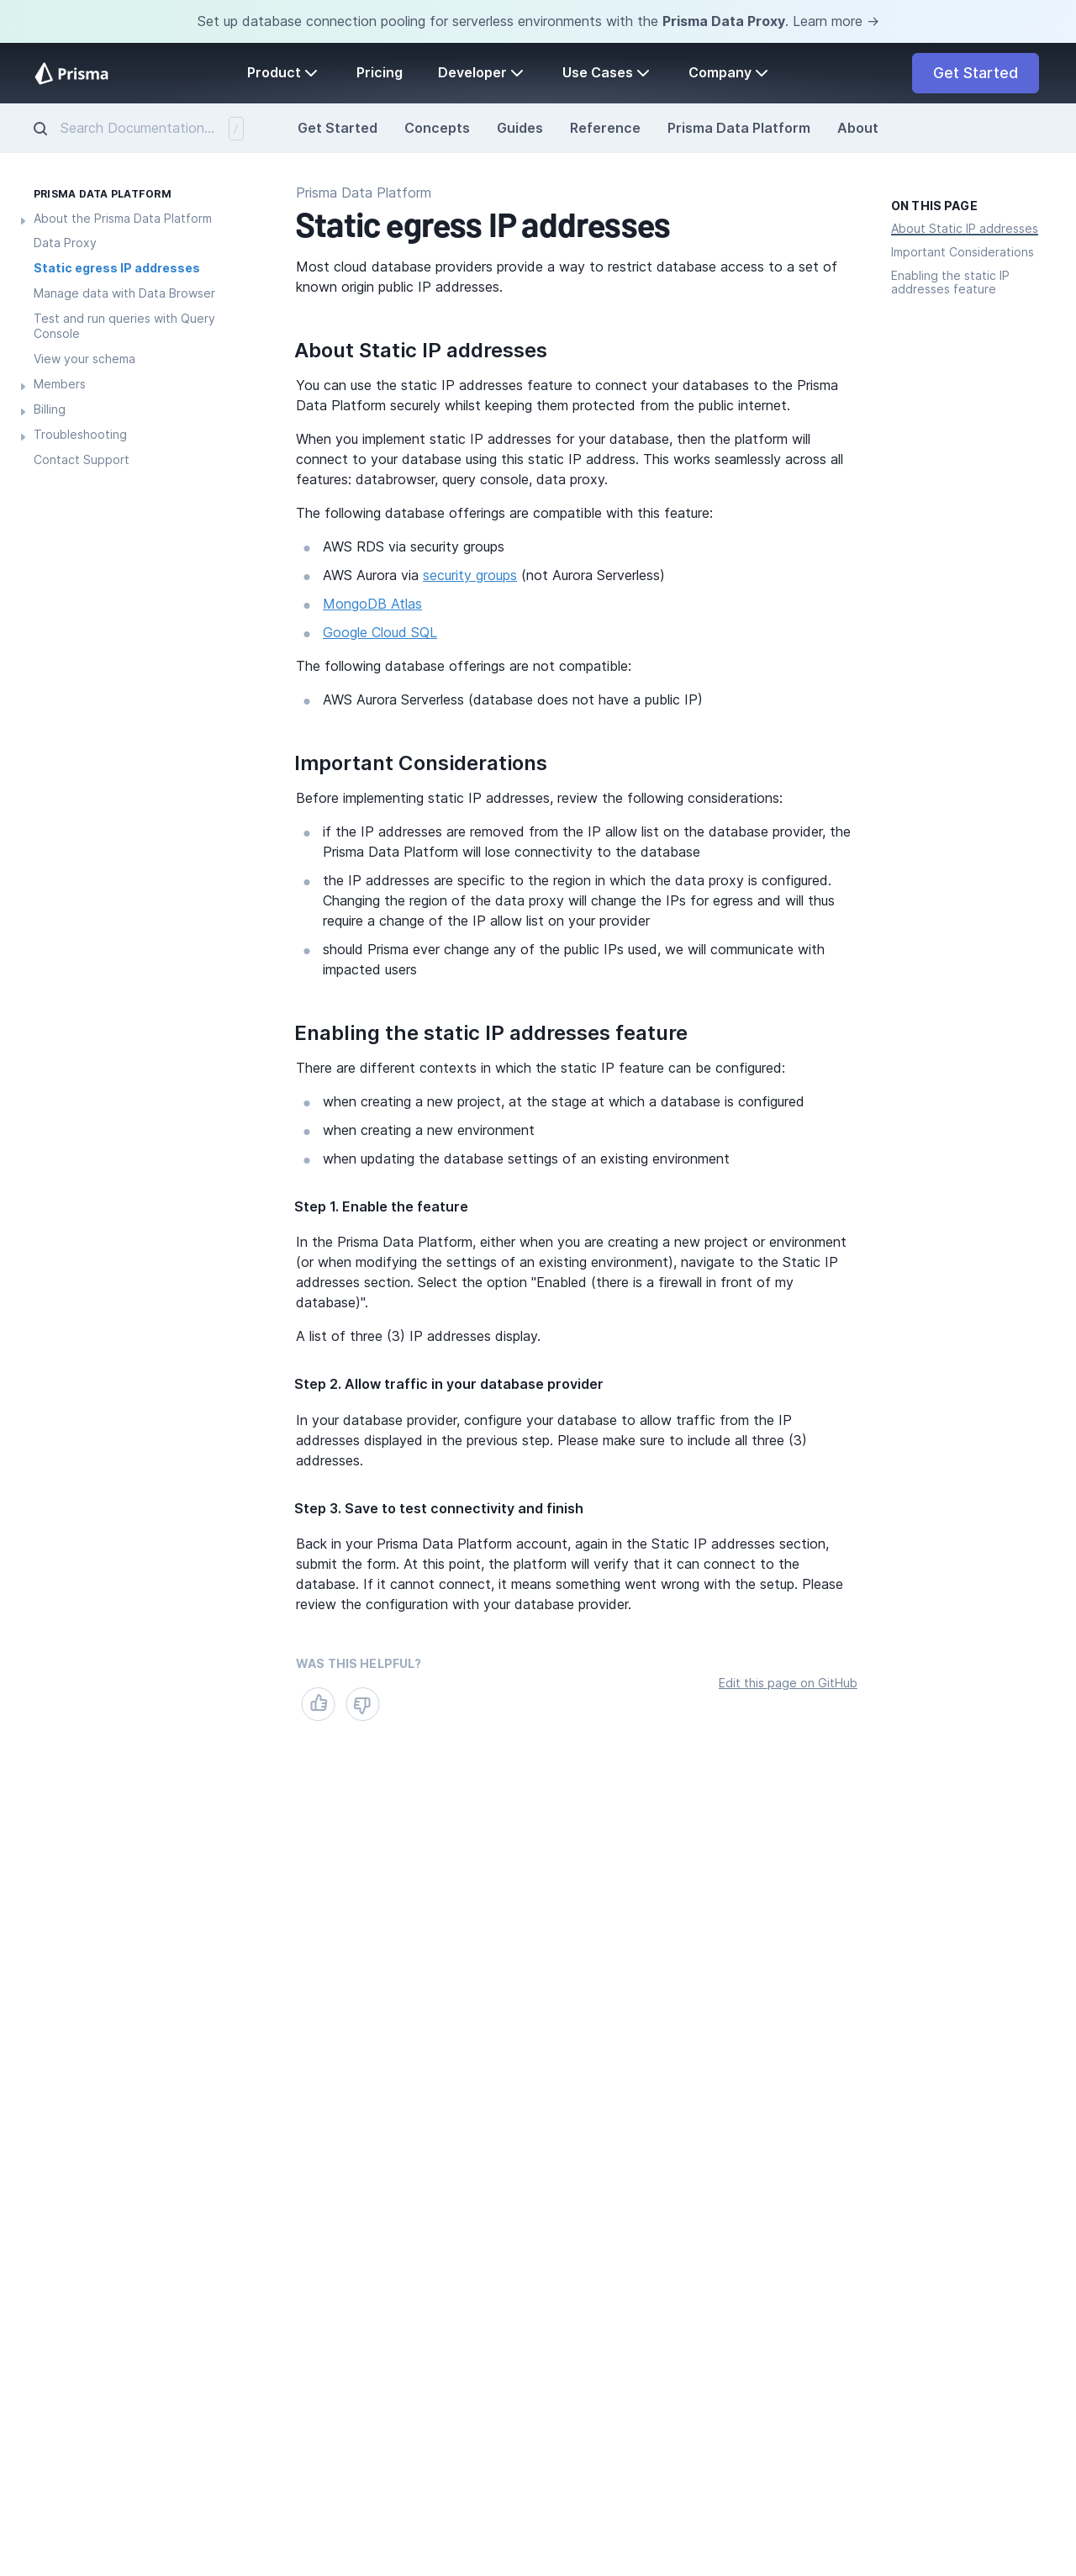 Set up database connection pooling for serverless environments with the Prisma Data Proxy. Learn more →
Prisma
Product
Pricing
Developer
Use Cases
Company
Get Started
Search Documentation...
/
Get Started
Concepts
Guides
Reference
Prisma Data Platform
About
PRISMA DATA PLATFORM
About the Prisma Data Platform
Data Proxy
Static egress IP addresses
Manage data with Data Browser
Test and run queries with Query
Console
View your schema
Members
Billing
Troubleshooting
Contact Support
Prisma Data Platform
Static egress IP addresses
Most cloud database providers provide a way to restrict database access to a set of
known origin public IP addresses.
About Static IP addresses
You can use the static IP addresses feature to connect your databases to the Prisma
Data Platform securely whilst keeping them protected from the public internet.
When you implement static IP addresses for your database, then the platform will
connect to your database using this static IP address. This works seamlessly across all
features: databrowser, query console, data proxy.
The following database offerings are compatible with this feature:
AWS RDS via security groups
AWS Aurora via security groups (not Aurora Serverless)
MongoDB Atlas
Google Cloud SQL
The following database offerings are not compatible:
AWS Aurora Serverless (database does not have a public IP)
Important Considerations
Before implementing static IP addresses, review the following considerations:
if the IP addresses are removed from the IP allow list on the database provider, the
Prisma Data Platform will lose connectivity to the database
the IP addresses are specific to the region in which the data proxy is configured.
Changing the region of the data proxy will change the IPs for egress and will thus
require a change of the IP allow list on your provider
should Prisma ever change any of the public IPs used, we will communicate with
impacted users
Enabling the static IP addresses feature
There are different contexts in which the static IP feature can be configured:
when creating a new project, at the stage at which a database is configured
when creating a new environment
when updating the database settings of an existing environment
Step 1. Enable the feature
In the Prisma Data Platform, either when you are creating a new project or environment
(or when modifying the settings of an existing environment), navigate to the Static IP
addresses section. Select the option "Enabled (there is a firewall in front of my
database)".
A list of three (3) IP addresses display.
Step 2. Allow traffic in your database provider
In your database provider, configure your database to allow traffic from the IP
addresses displayed in the previous step. Please make sure to include all three (3)
addresses.
Step 3. Save to test connectivity and finish
Back in your Prisma Data Platform account, again in the Static IP addresses section,
submit the form. At this point, the platform will verify that it can connect to the
database. If it cannot connect, it means something went wrong with the setup. Please
review the configuration with your database provider.
WAS THIS HELPFUL?
Edit this page on GitHub
ON THIS PAGE
About Static IP addresses
Important Considerations
Enabling the static IP
addresses feature